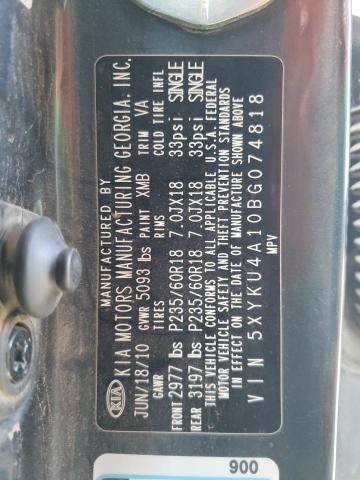 MANUFACTURED BY
KIA KIA MOTORS MANUFACTURING GEORGIA, INC.
JUN/18/10 GVWR 5093 lbs PAINT XMB TRIM VA
GAWR TIRES RIMS COLD TIRE INFL
FRONT 2977 lbs P235/60R18 7.0JX18 33psi SINGLE
REAR 3197 lbs P235/60R18 7.0JX18 33psi SINGLE
THIS VEHICLE CONFORMS TO ALL APPLICABLE U.S.A. FEDERAL
MOTOR VEHICLE SAFETY AND THEFT PREVENTION STANDARDS
IN EFFECT ON THE DATE OF MANUFACTURE SHOWN ABOVE
VIN 5XYKU4A10BG074818
MPV
900